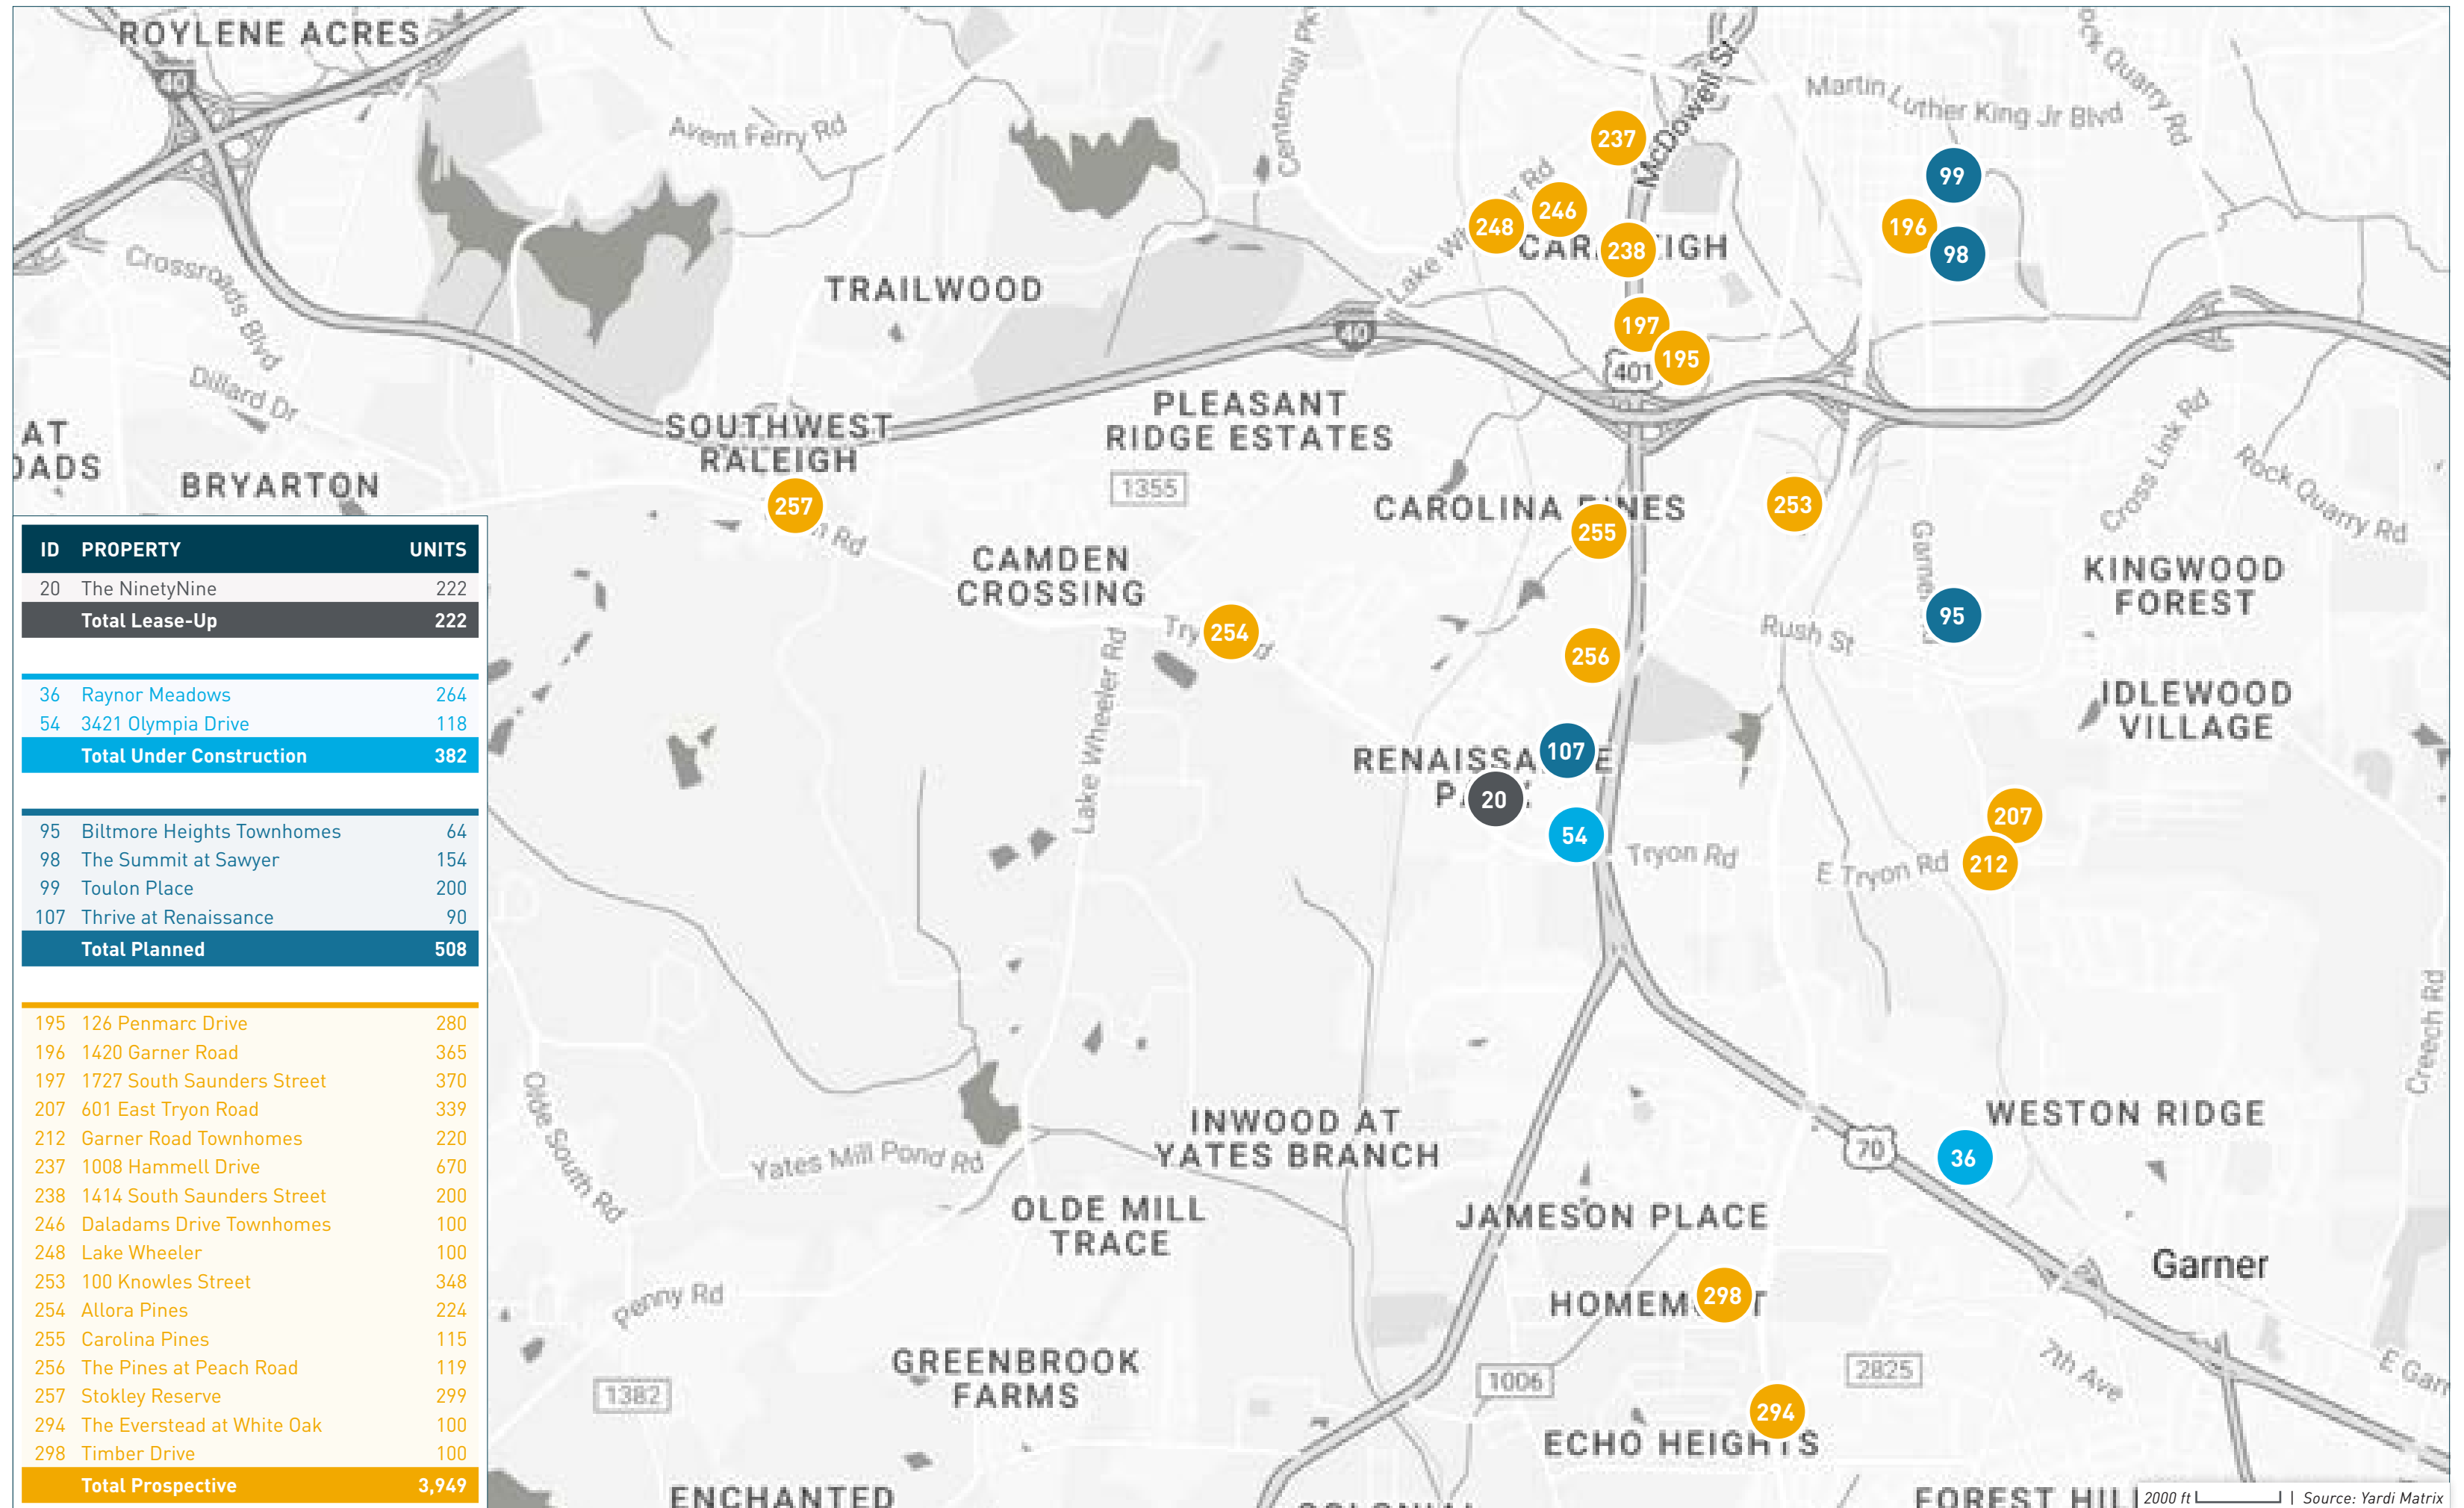 ROYLENE ACRES
40
Avent Ferry Rd
Centennial
McDowell St
Martin Luther King Jr Blvd
Quarry Rd
237
99
248
246
196
238
98
Crossroads Blvd
TRAILWOOD
Lake
Rd
197
195
40
401
Dillard Dr
SOUTHWEST
RALEIGH
PLEASANT
RIDGE ESTATES
1355
Cross Link Rd
Rock Quarry Rd
BRYARTON
257
Rd
CAROLINA
255
253
CAMDEN
CROSSING
254
256
95
Rush St
KINGWOOD
FOREST
IDLEWOOD
VILLAGE
Lake Wheeler Rd
107
20
54
Tryon Rd
E Tryon Rd
207
212
ID PROPERTY UNITS
20 The NinetyNine 222
Total Lease-Up 222
36 Raynor Meadows 264
54 3421 Olympia Drive 118
Total Under Construction 382
95 Biltmore Heights Townhomes 64
98 The Summit at Sawyer 154
99 Toulon Place 200
107 Thrive at Renaissance 90
Total Planned 508
195 126 Penmarc Drive 280
196 1420 Garner Road 365
197 1727 South Saunders Street 370
207 601 East Tryon Road 339
212 Garner Road Townhomes 220
237 1008 Hammell Drive 670
238 1414 South Saunders Street 200
246 Daladams Drive Townhomes 100
248 Lake Wheeler 100
253 100 Knowles Street 348
254 Allora Pines 224
255 Carolina Pines 115
256 The Pines at Peach Road 119
257 Stokley Reserve 299
294 The Everstead at White Oak 100
298 Timber Drive 100
Total Prospective 3,949
Creech Rd
Olde South Rd
Yates Mill Pond Rd
INWOOD AT
YATES BRANCH
WESTON RIDGE
70
36
OLDE MILL
TRACE
JAMESON PLACE
Garner
Penny Rd
298
GREENBROOK
FARMS
1382
1006
2825
7th Ave
294
ECHO HEIGHTS
ENCHANTED
FOREST
2000 ft | Source: Yardi Matrix